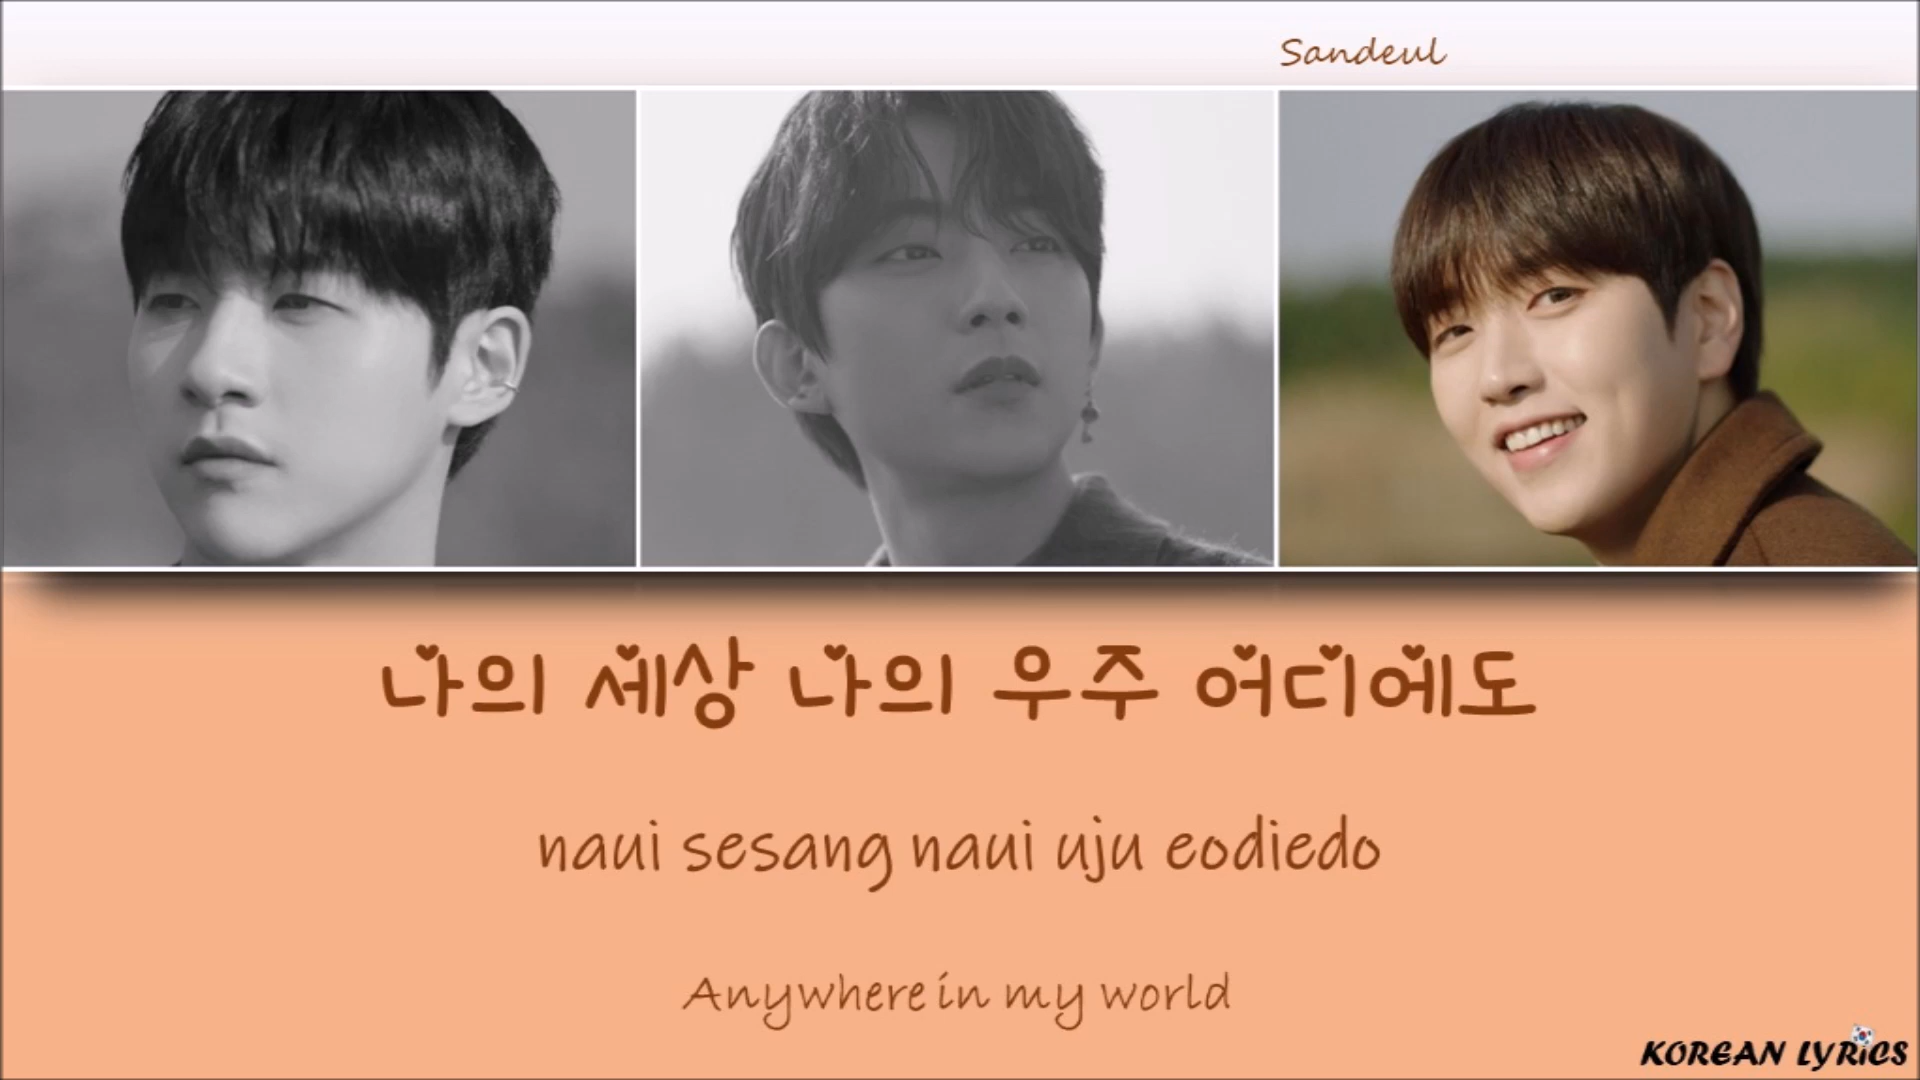 Sandeul
나의 세상 나의 우주 어디에도
naui sesang naui uju eodiedo
Anywhere in my world
KOREAN LYRICS